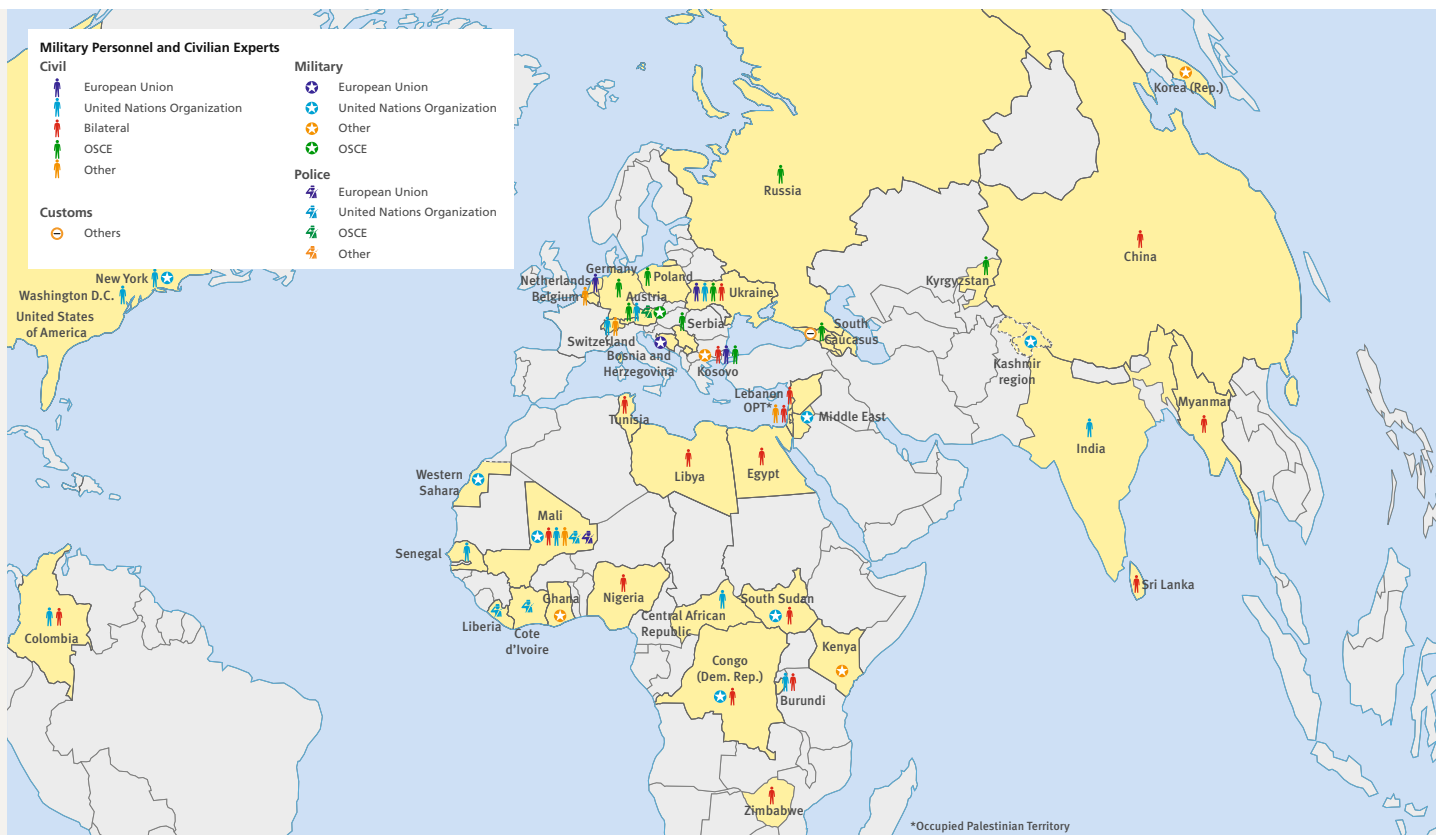 Military Personnel and Civilian Experts
Civil
European Union
United Nations Organization
Bilateral
OSCE
Other
Customs
Others
Military
European Union
United Nations Organization
Other
OSCE
Police
European Union
United Nations Organization
OSCE
Other
Korea (Rep.)
Russia
China
New York
Washington D.C.
United States
of America
Germany
Poland
Netherlands
Belgium
Austria
Ukraine
Kyrgyzstan
Switzerland
Serbia
South
Caucasus
Bosnia and
Herzegovina
Kosovo
Kashmir
region
Lebanon
OPT*
Middle East
Tunisia
Myanmar
India
Libya
Egypt
Western
Sahara
Mali
Senegal
Sri Lanka
Nigeria
Ghana
Liberia
Cote
d'Ivoire
Central African
Republic
South Sudan
Colombia
Kenya
Congo
(Dem. Rep.)
Burundi
Zimbabwe
*Occupied Palestinian Territory